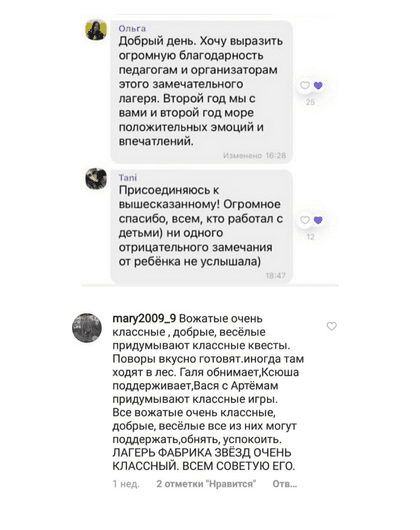 Ольга
Добрый день. Хочу выразить
огромную благодарность
педагогам и организаторам
этого замечательного
лагеря. Второй год мы с
вами и второй год море
положительных эмоций и
впечатлений.
25
Изменено 16:28
Tani
Присоединяюсь к
вышесказанному! Огромное
спасибо, всем, кто работал с
детьми) ни одного
отрицательного замечания
от ребёнка не услышала)
12
18:47
mary2009_9 Вожатые очень
классные , добрые, весёлые
придумывают классные квесты.
Поворы вкусно готовят.иногда там
ходят в лес. Галя обнимает,Ксюша
поддерживает,Вася с Артёмам
придумывают классные игры.
Все вожатые очень классные,
добрые, весёлые все из них могут
поддержать,обнять, успокоить.
ЛАГЕРЬ ФАБРИКА ЗВЁЗД ОЧЕНЬ
КЛАССНЫЙ. ВСЕМ СОВЕТУЮ ЕГО.
1 нед. 2 отметки "Нравится" Отв...